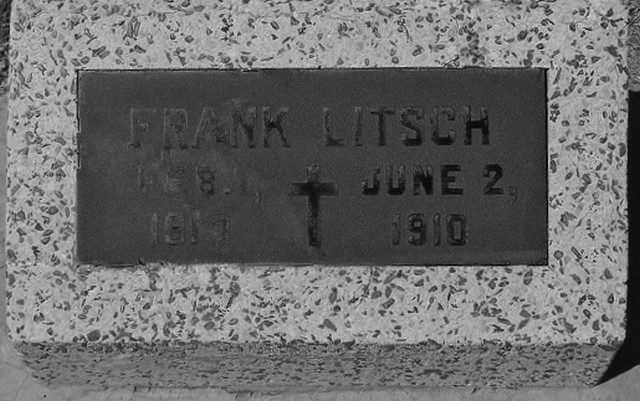 FRANK LITSCH
FEB. JUNE 2,
1910